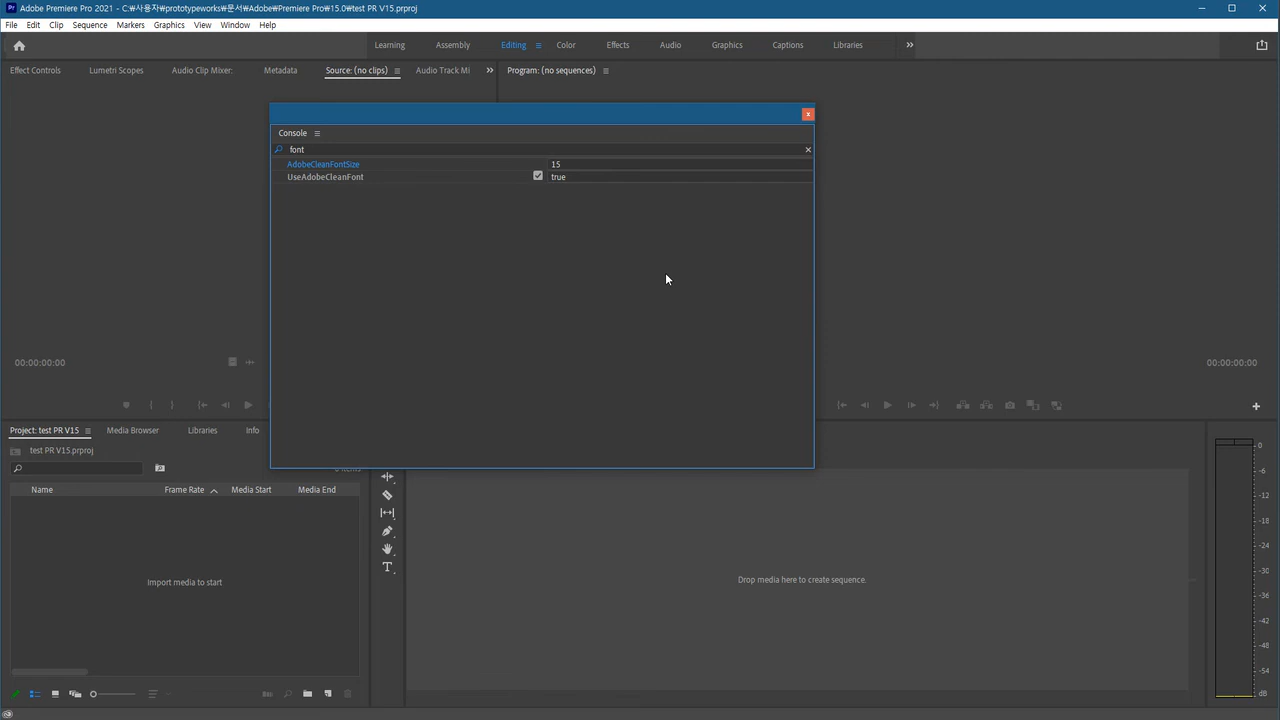 Adobe Premiere Pro 2021 - C:₩사용자₩prototypeworks₩문서₩Adobe₩Premiere Pro₩15.0₩test PR V15.prproj
File Edit Clip Sequence Markers Graphics View Window Help
Learning Assembly Editing Color Effects Audio Graphics Captions Libraries
Effect Controls Lumetri Scopes Audio Clip Mixer: Metadata Source: (no clips) Audio Track Mi
Program: (no sequences)
Console
font
AdobeCleanFontSize 15
UseAdobeCleanFont true
00:00:00:00
00:00:00:00
Project: test PR V15 Media Browser Libraries Info
test PR V15.prproj
Name Frame Rate Media Start Media End
Import media to start
Drop media here to create sequence.
0
-6
-12
-18
-24
-30
-36
-42
-48
-54
dB